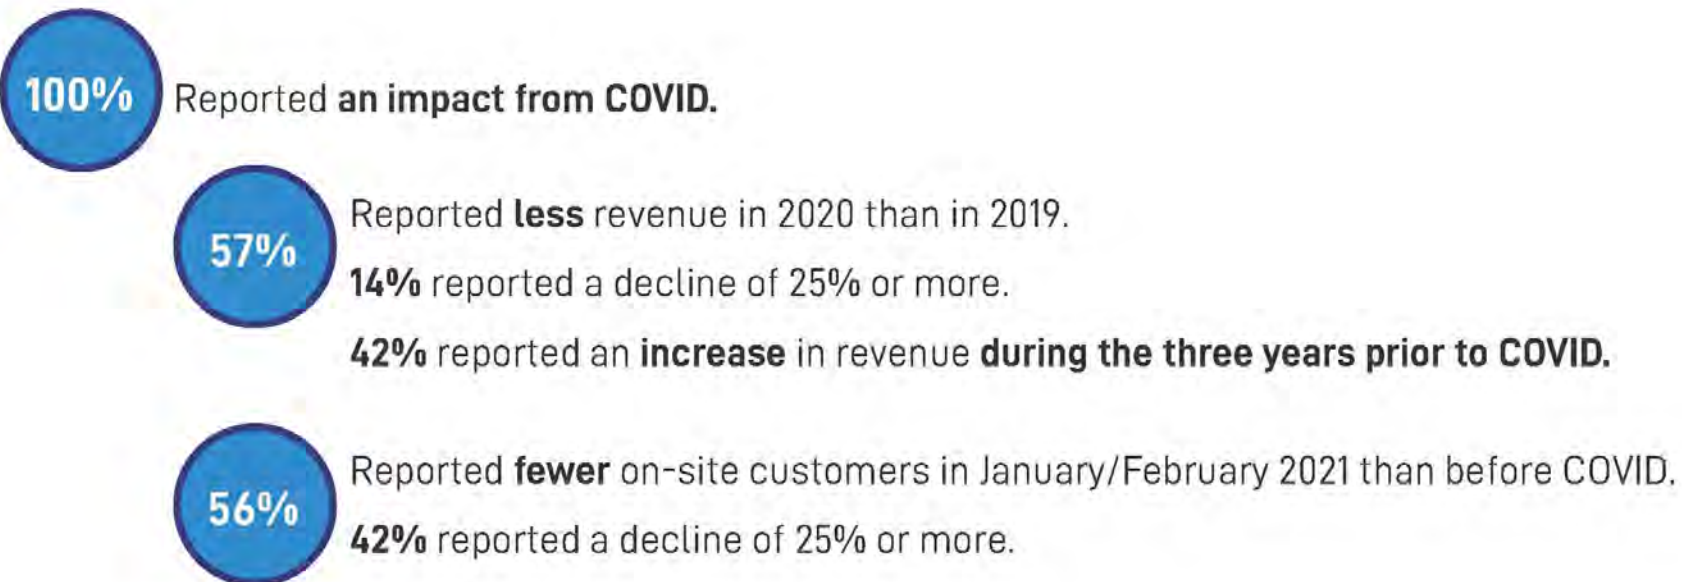 100% Reported an impact from COVID.
57%
Reported less revenue in 2020 than in 2019.
14% reported a decline of 25% or more.
42% reported an increase in revenue during the three years prior to COVID.
56%
Reported fewer on-site customers in January/February 2021 than before COVID.
42% reported a decline of 25% or more.